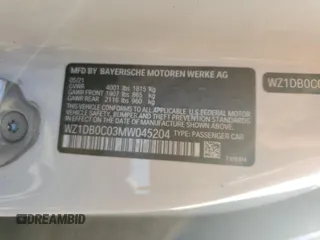 MFD BY BAYERISCHE MOTOREN WERKE AG
05/21
GVWR 4001 lbs 1815 kg
GAWR FRONT 1907 lbs 865 kg
GAWR REAR 2116 lbs 960 kg
THIS VEHICLE CONFORMS TO ALL APPLICABLE U.S. FEDERAL MOTOR
VEHICLE SAFETY, BUMPER, AND THEFT PREVENTION STANDARDS IN
EFFECT ON THE DATE OF MANUFACTURE SHOWN ABOVE.
WZ1DB0C03MW045204 TYPE: PASSENGER CAR
WZ1DB0C0
© DREAMBID